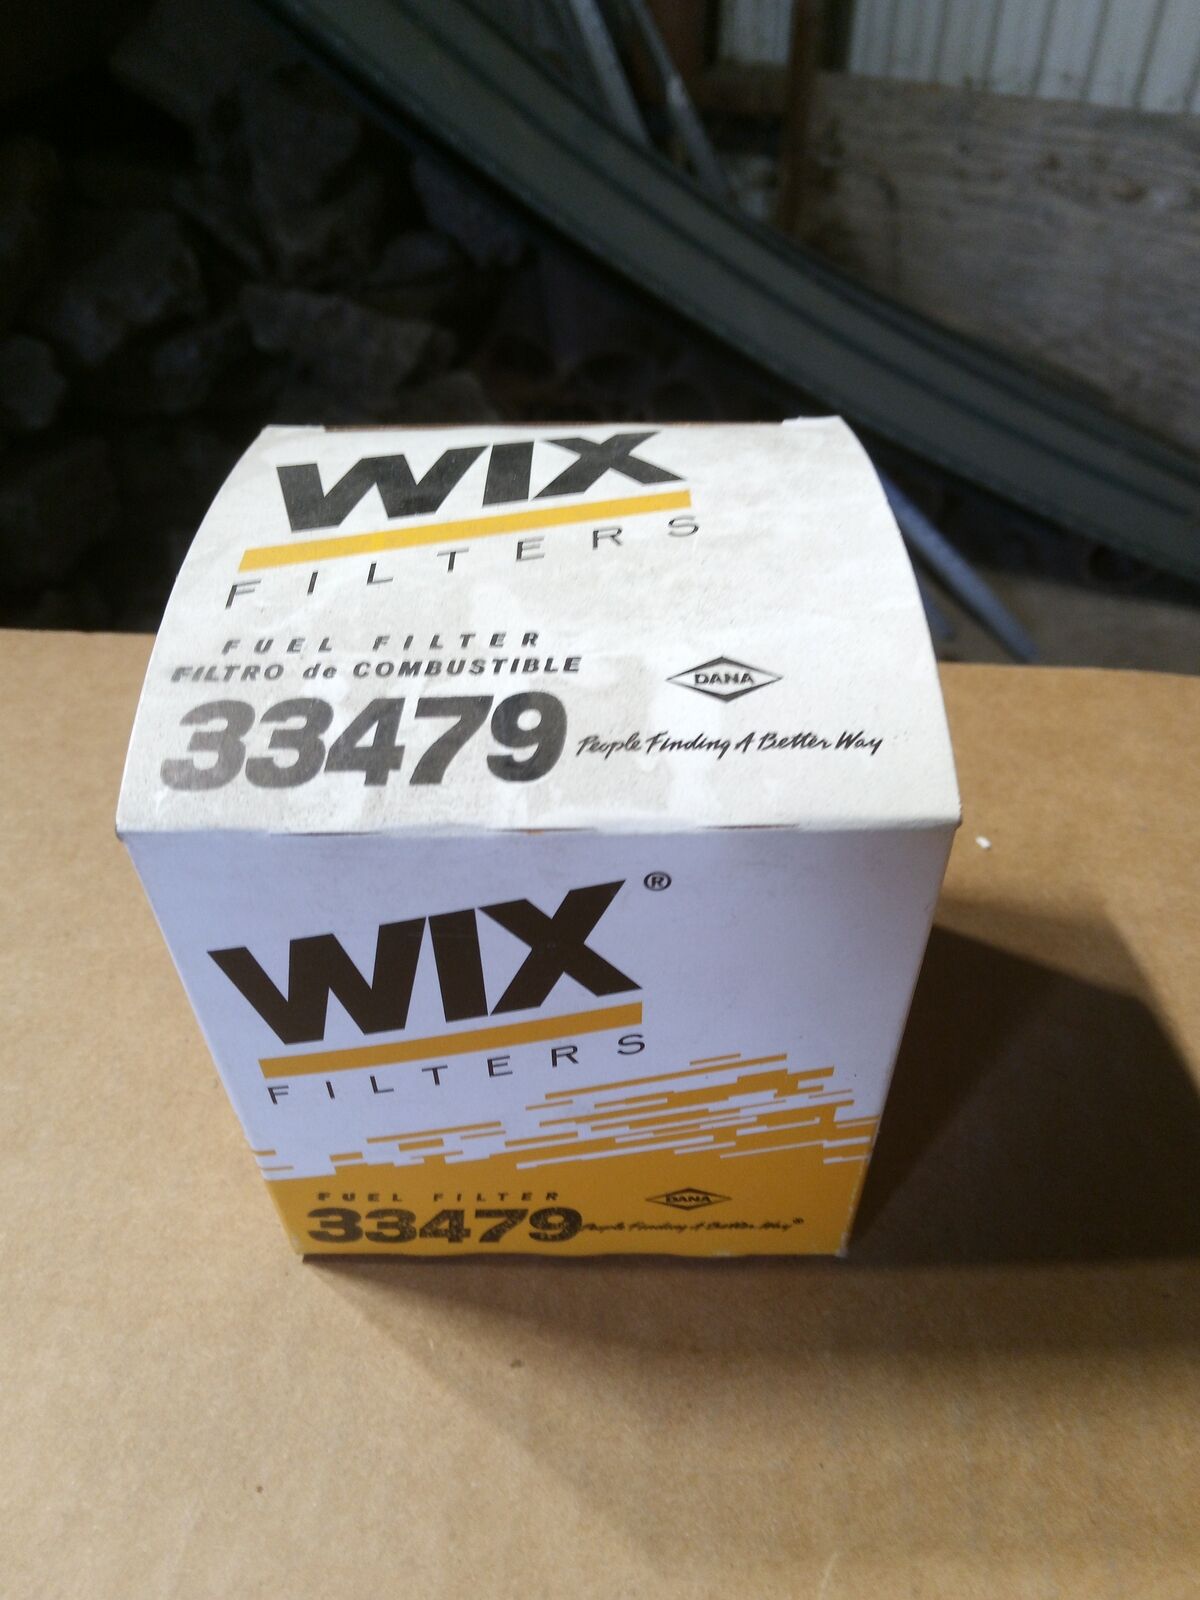 WIX
FILTERS
FUEL FILTER
FILTRO de COMBUSTIBLE
33479
DANA
People Finding A Better Way
WIX ®
FILTERS
FUEL FILTER
33479
DANA
People Finding A Better Way ®